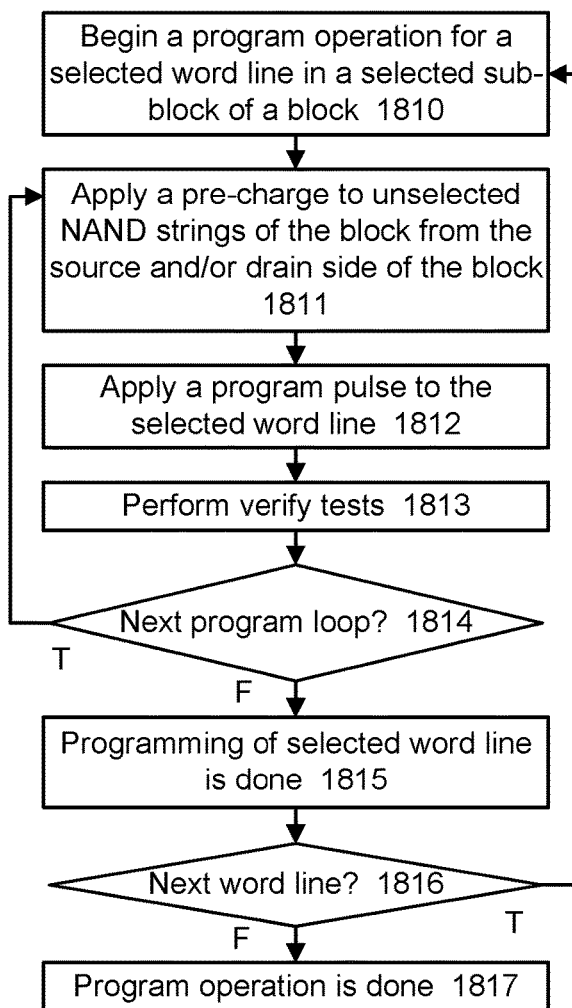 Begin a program operation for a
selected word line in a selected sub-
block of a block 1810
Apply a pre-charge to unselected
NAND strings of the block from the
source and/or drain side of the block
1811
Apply a program pulse to the
selected word line 1812
Perform verify tests 1813
Next program loop? 1814
T
F
Programming of selected word line
is done 1815
Next word line? 1816
F
T
Program operation is done 1817